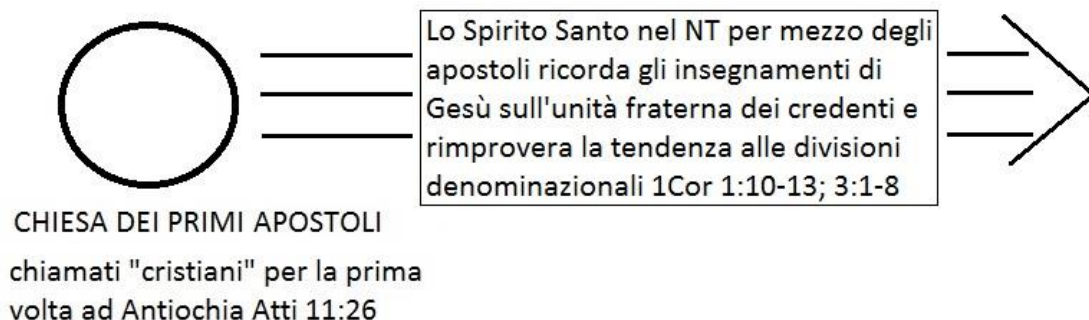 Lo Spirito Santo nel NT per mezzo degli
apostoli ricorda gli insegnamenti di
Gesù sull'unità fraterna dei credenti e
rimprovera la tendenza alle divisioni
denominazionali 1Cor 1:10-13; 3:1-8
CHIESA DEI PRIMI APOSTOLI
chiamati "cristiani" per la prima
volta ad Antiochia Atti 11:26